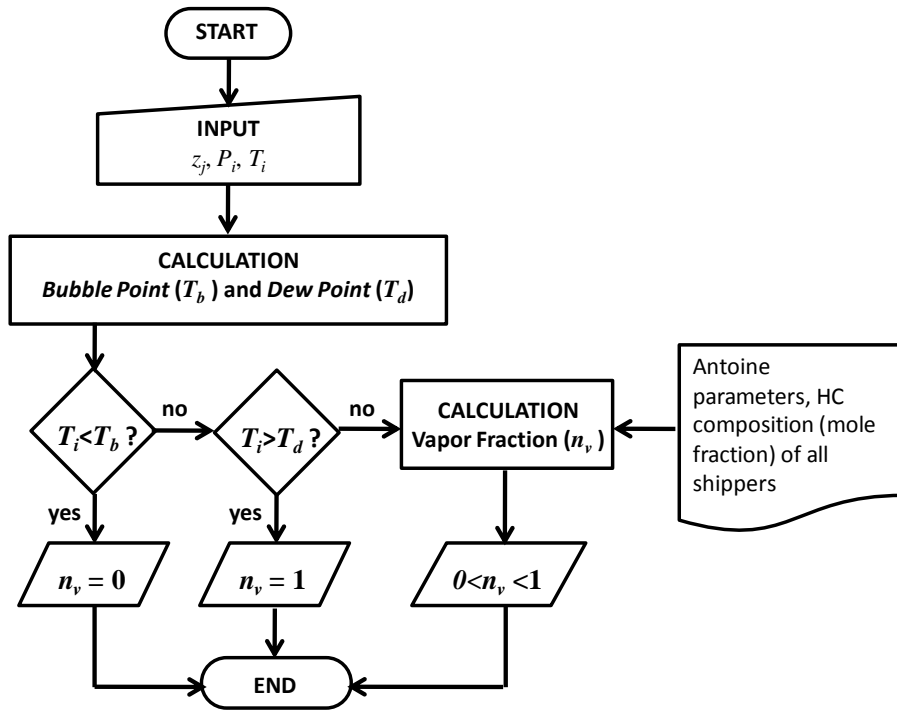 START
INPUT
z_j, P_i, T_i
CALCULATION
Bubble Point (T_b ) and Dew Point (T_d)
T_i<T_b ?
no
T_i>T_d ?
no
CALCULATION
Vapor Fraction (n_v )
Antoine
parameters, HC
composition (mole
fraction) of all
shippers
yes
yes
n_v = 0
n_v = 1
0<n_v <1
END